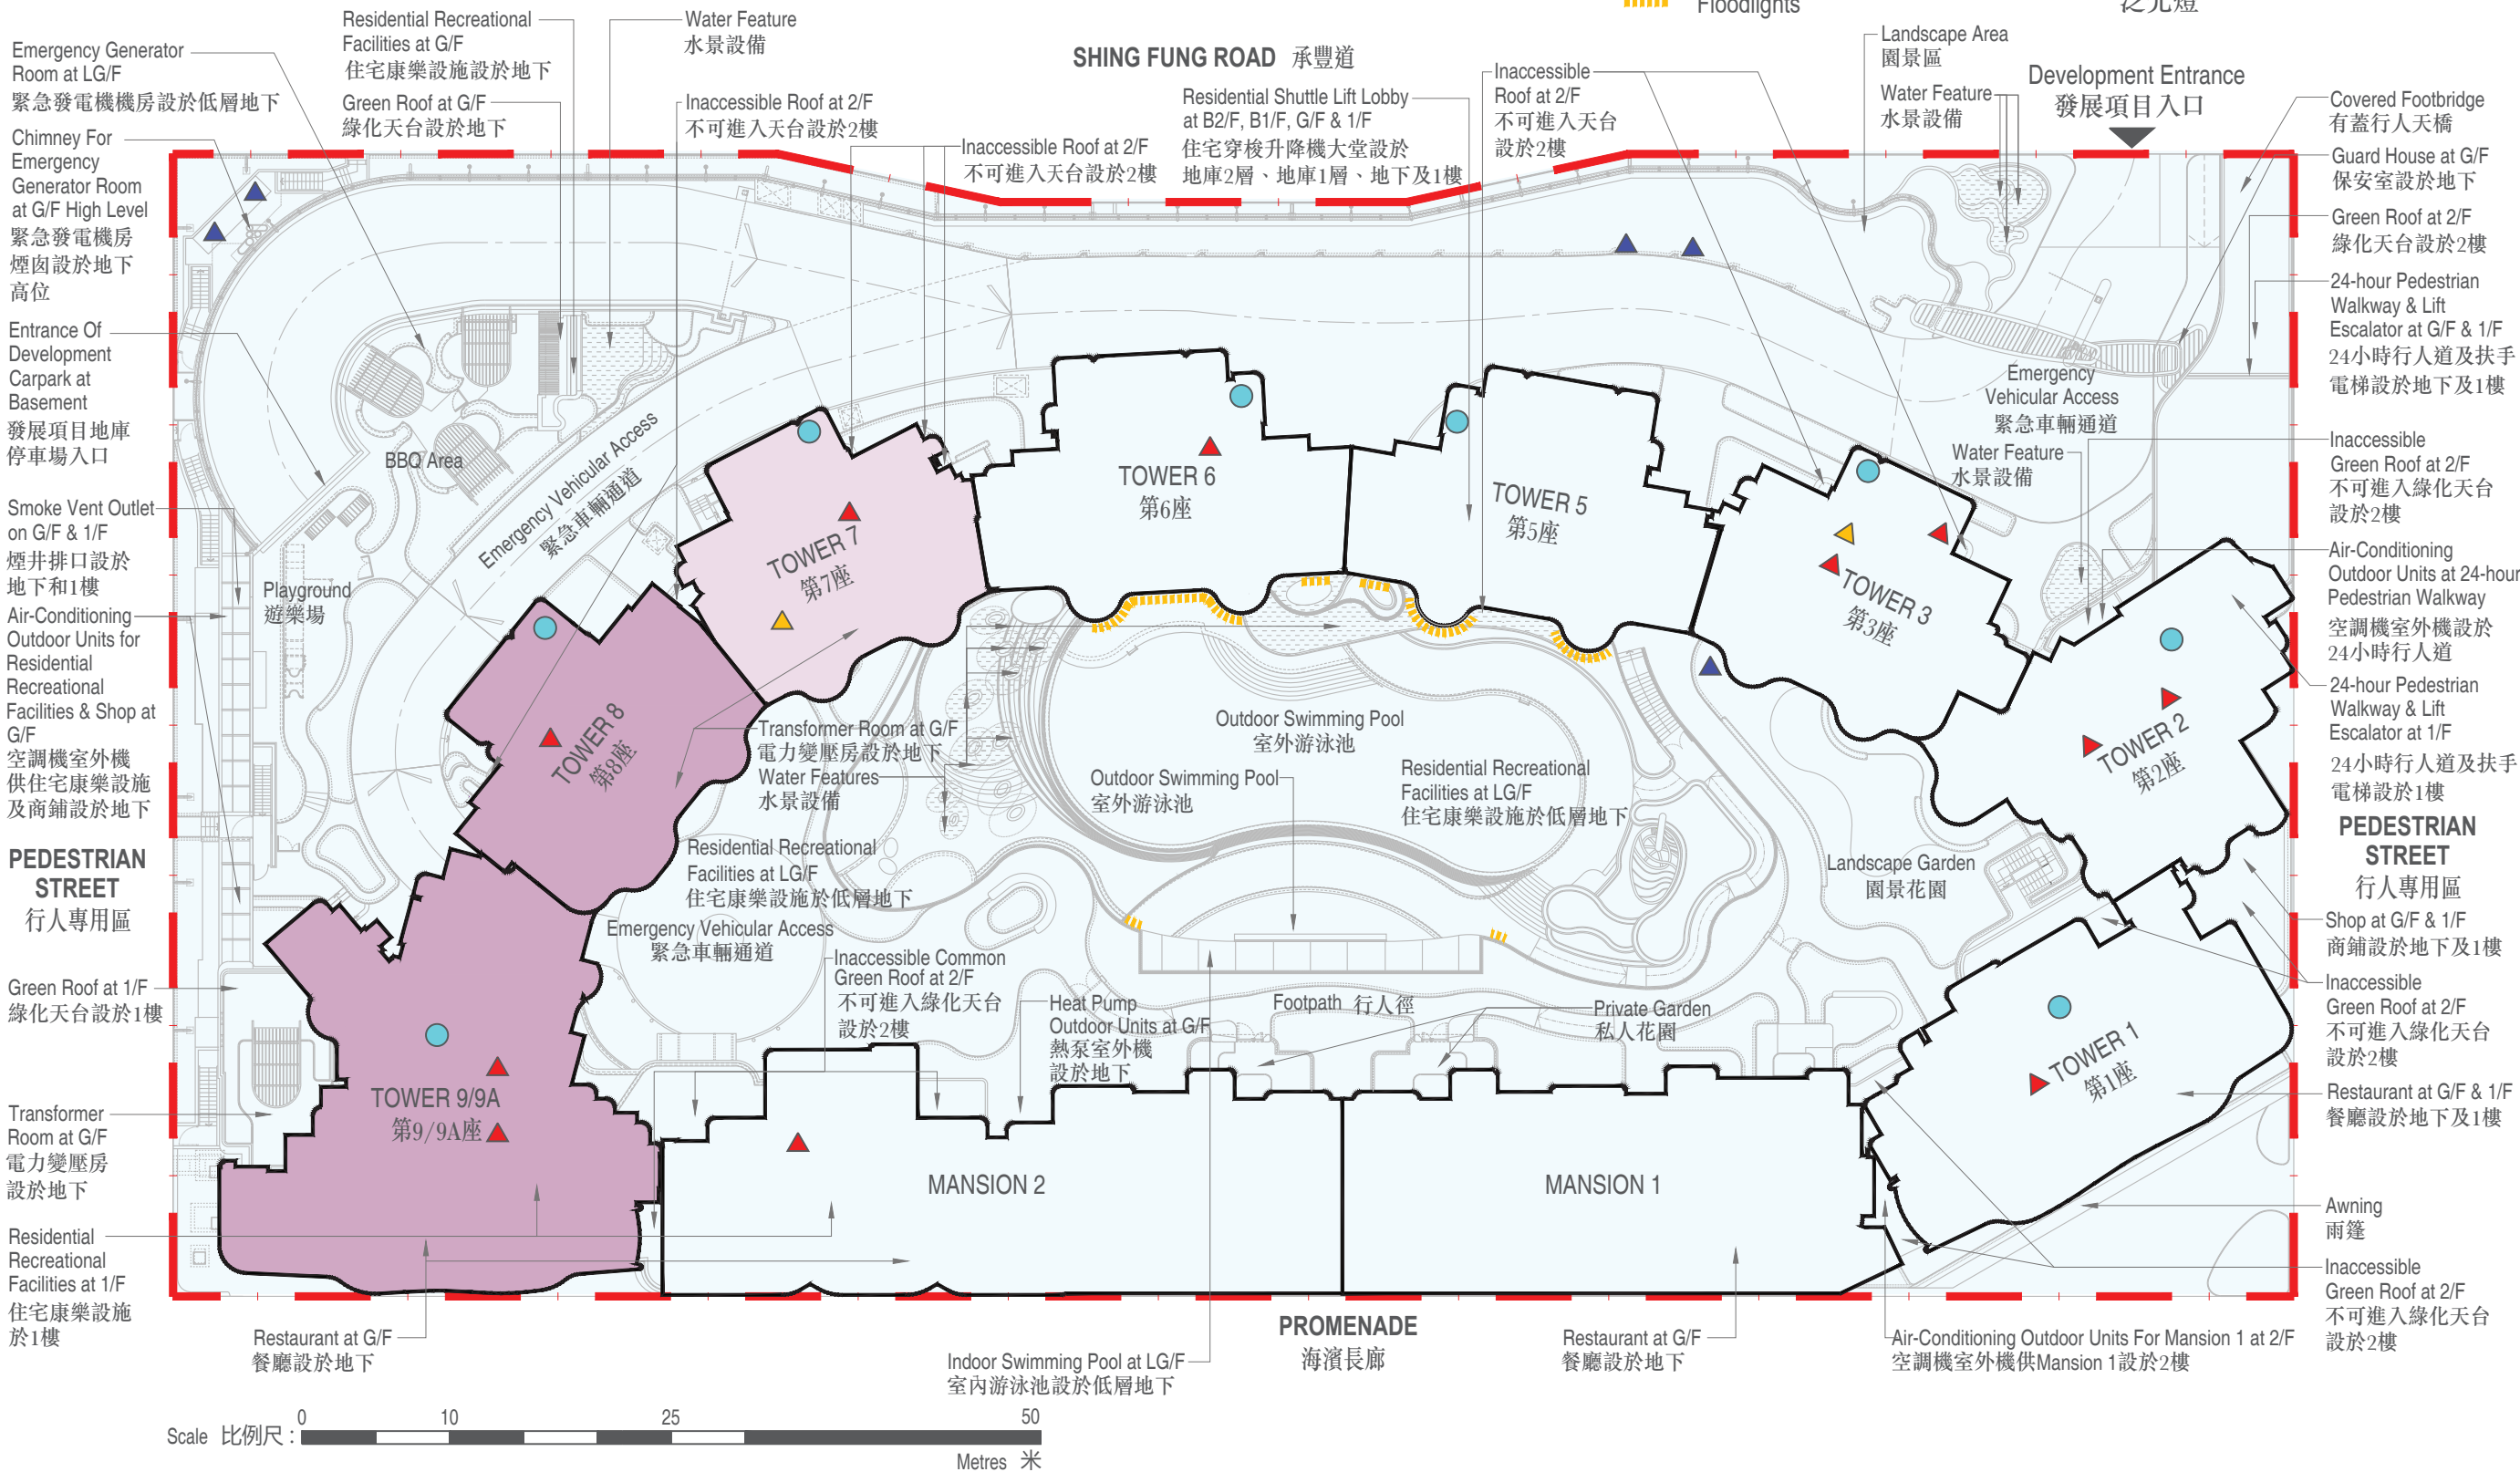 Floodlights
泛光燈
Residential Recreational
Facilities at G/F
住宅康樂設施設於地下
Water Feature
水景設備
Emergency Generator
Room at LG/F
緊急發電機機房設於低層地下
SHING FUNG ROAD 承豐道
Landscape Area
園景區
Development Entrance
發展項目入口
Green Roof at G/F
綠化天台設於地下
Inaccessible Roof at 2/F
不可進入天台設於2樓
Inaccessible Roof at 2/F
不可進入天台設於2樓
Residential Shuttle Lift Lobby
at B2/F, B1/F, G/F & 1/F
住宅穿梭升降機大堂設於
地庫2層、地庫1層、地下及1樓
Inaccessible
Roof at 2/F
不可進入天台
設於2樓
Water Feature
水景設備
Covered Footbridge
有蓋行人天橋
Guard House at G/F
保安室設於地下
Green Roof at 2/F
綠化天台設於2樓
24-hour Pedestrian
Walkway & Lift
Escalator at G/F & 1/F
24小時行人道及扶手
電梯設於地下及1樓
Chimney For
Emergency
Generator Room
at G/F High Level
緊急發電機房
煙囱設於地下
高位
Entrance Of
Development
Carpark at
Basement
發展項目地庫
停車場入口
Smoke Vent Outlet
on G/F & 1/F
煙井排口設於
地下和1樓
Air-Conditioning
Outdoor Units for
Residential
Recreational
Facilities & Shop at
G/F
空調機室外機
供住宅康樂設施
及商鋪設於地下
PEDESTRIAN
STREET
行人專用區
Green Roof at 1/F
綠化天台設於1樓
Transformer
Room at G/F
電力變壓房
設於地下
Residential
Recreational
Facilities at 1/F
住宅康樂設施
於1樓
BBQ Area
Playground
遊樂場
Emergency Vehicular Access
緊急車輛通道
Emergency
Vehicular Access
緊急車輛通道
Water Feature
水景設備
TOWER 7
第7座
TOWER 6
第6座
TOWER 5
第5座
TOWER 3
第3座
TOWER 2
第2座
TOWER 8
第8座
TOWER 9/9A
第9/9A座
TOWER 1
第1座
Inaccessible
Green Roof at 2/F
不可進入綠化天台
設於2樓
Air-Conditioning
Outdoor Units at 24-hour
Pedestrian Walkway
空調機室外機設於
24小時行人道
24-hour Pedestrian
Walkway & Lift
Escalator at 1/F
24小時行人道及扶手
電梯設於1樓
PEDESTRIAN
STREET
行人專用區
Shop at G/F & 1/F
商鋪設於地下及1樓
Inaccessible
Green Roof at 2/F
不可進入綠化天台
設於2樓
Restaurant at G/F & 1/F
餐廳設於地下及1樓
Awning
雨篷
Inaccessible
Green Roof at 2/F
不可進入綠化天台
設於2樓
Transformer Room at G/F
電力變壓房設於地下
Water Features
水景設備
Outdoor Swimming Pool
室外游泳池
Outdoor Swimming Pool
室外游泳池
Residential Recreational
Facilities at LG/F
住宅康樂設施於低層地下
Residential Recreational
Facilities at LG/F
住宅康樂設施於低層地下
Emergency Vehicular Access
緊急車輛通道
Landscape Garden
園景花園
Inaccessible Common
Green Roof at 2/F
不可進入綠化天台
設於2樓
Heat Pump
Outdoor Units at G/F
熱泵室外機
設於地下
Footpath 行人徑
Private Garden
私人花園
MANSION 2
MANSION 1
Restaurant at G/F
餐廳設於地下
Indoor Swimming Pool at LG/F
室內游泳池設於低層地下
PROMENADE
海濱長廊
Restaurant at G/F
餐廳設於地下
Air-Conditioning Outdoor Units For Mansion 1 at 2/F
空調機室外機供Mansion 1設於2樓
0 10 25 50
Scale 比例尺 :
Metres 米